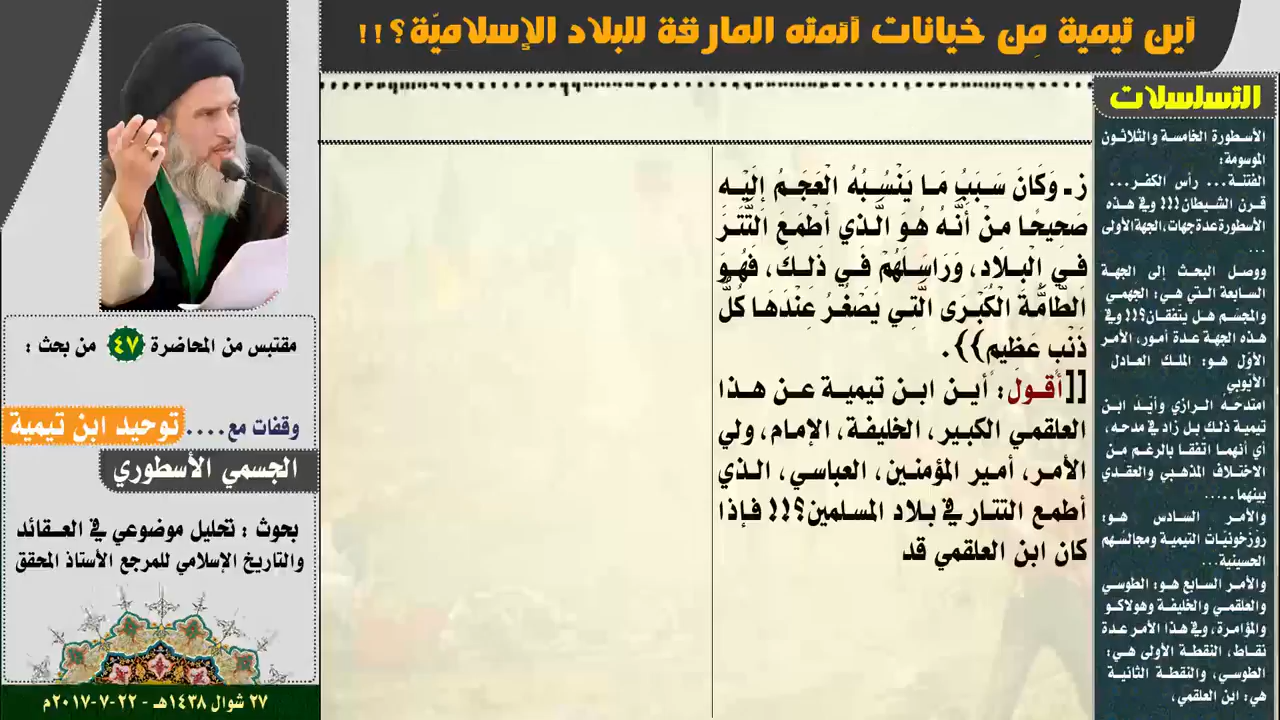 أين تيمية مِن خيانات أئمته المارقة للبلاد الإسلاميّة؟!!
التسلسلات
الأسطورة الخامسة والثلاثون
الموسومة:
الفتنة... رأس الكفر...
قرن الشيطان!!! وفي هذه
الأسطورة عدة جهات، الجهة الأولى
...
ووصل البحث إلى الجهة
السابعة التي هي: الجهمي
والمجسم هل يتفقان؟!! وفي
هذه الجهة عدة أمور، الأمر
الأوّل هو: الملك العادل
الأيّوبي
امتدحه الرازي وأيّد ابن
تيمية ذلك بل زاد في مدحه،
أي أنهما اتفقا بالرغم من
الاختلاف المذهبي والعقدي
بينهما.....
والأمر السادس هو:
روزخونيّات التيمية ومجالسهم
الحسينية...
والأمر السابع هو: الطوسي
والعلقمي والخليفة وهولاكو
والمؤامرة، وفي هذا الأمر عدة
نقاط، النقطة الأولى هي:
الطوسي، والنقطة الثانية
هي: ابن العلقمي،
ز- وَكَانَ سَبَبُ مَا يَنْسُبُهُ الْعَجَمُ إِلَيْهِ
صَحِيحًا مِنْ أَنَّهُ هُوَ الَّذِي أَطْمَعَ التَّتَرَ
فِي الْبِلَادِ، وَرَاسَلَهُمْ فِي ذَلِكَ، فَهُوَ
الطَّامَّةُ الْكُبْرَى الَّتِي يَصْغُرُ عِنْدَهَا كُلُّ
ذَنْبٍ عَظِيمٍ}}.
[[أقول: أين ابن تيمية عن هذا
العلقمي الكبير، الخليفة، الإمام، ولي
الأمر، أمير المؤمنين، العباسي، الذي
أطمع التتار في بلاد المسلمين؟!! فإذا
كان ابن العلقمي قد
مقتبس من المحاضرة ٤٧ من بحث :
وقفات مع.... توحيد ابن تيمية
الجسمي الأسطوري
بحوث : تحليل موضوعي في العقائد
والتاريخ الإسلامي للمرجع الأستاذ المحقق
٢٧ شوال ١٤٣٨هـ - ٢٢-٧-٢٠١٧م